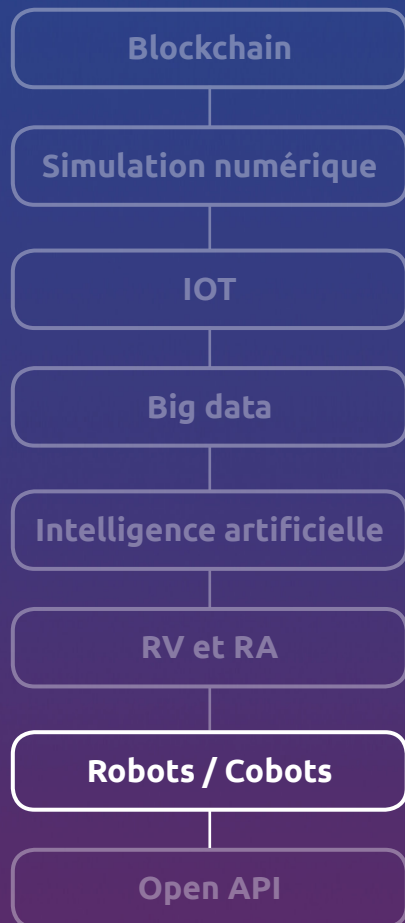 Blockchain
Simulation numérique
IOT
Big data
Intelligence artificielle
RV et RA
Robots / Cobots
Open API